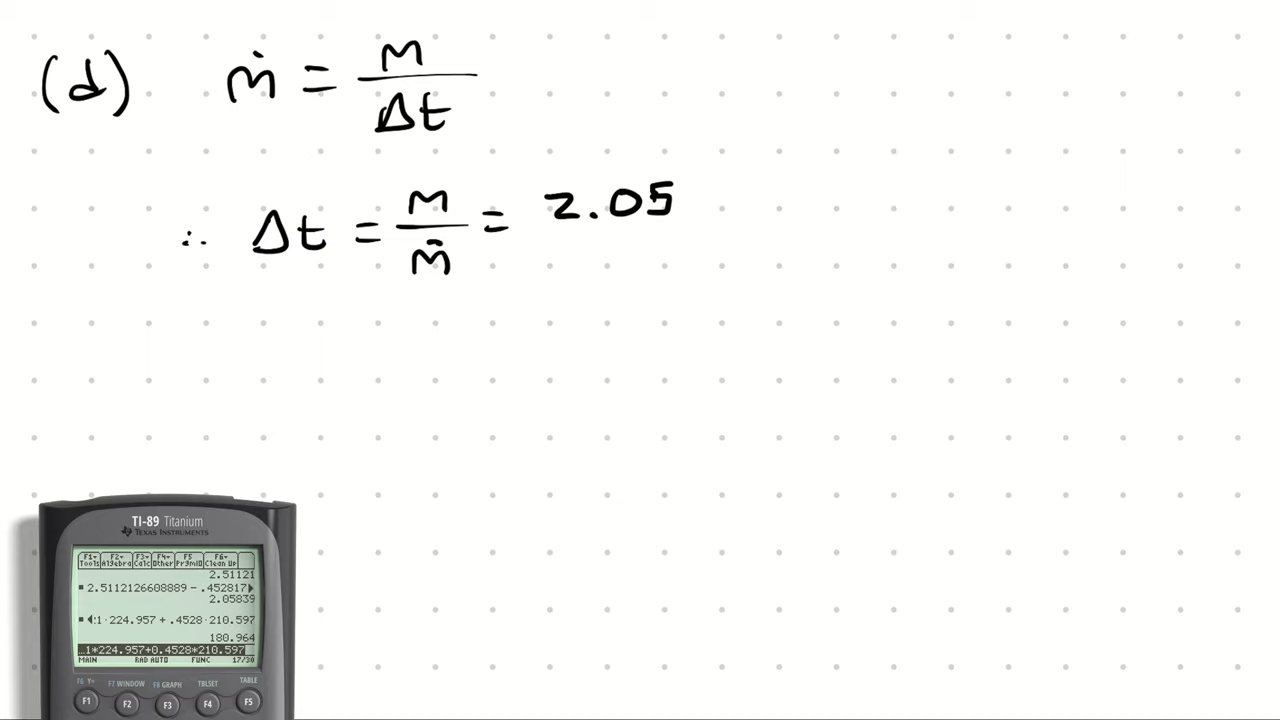 (d) ṁ = M / Δt
∴ Δt = M / ṁ = 2.05
TI-89 Titanium
TEXAS INSTRUMENTS
F1 F2 F3 F4 F5 F6
Tools Algebra Calc Other PrgmIO Clean Up
2.51121
2.5112126608889 - .452817
2.05839
1·224.957 + .4528·210.597
180.964
…1*224.957+0.4528*210.597
MAIN RAD AUTO FUNC 17/30
F6 Y= F7 WINDOW F8 GRAPH TBLSET TABLE
F1 F2 F3 F4 F5